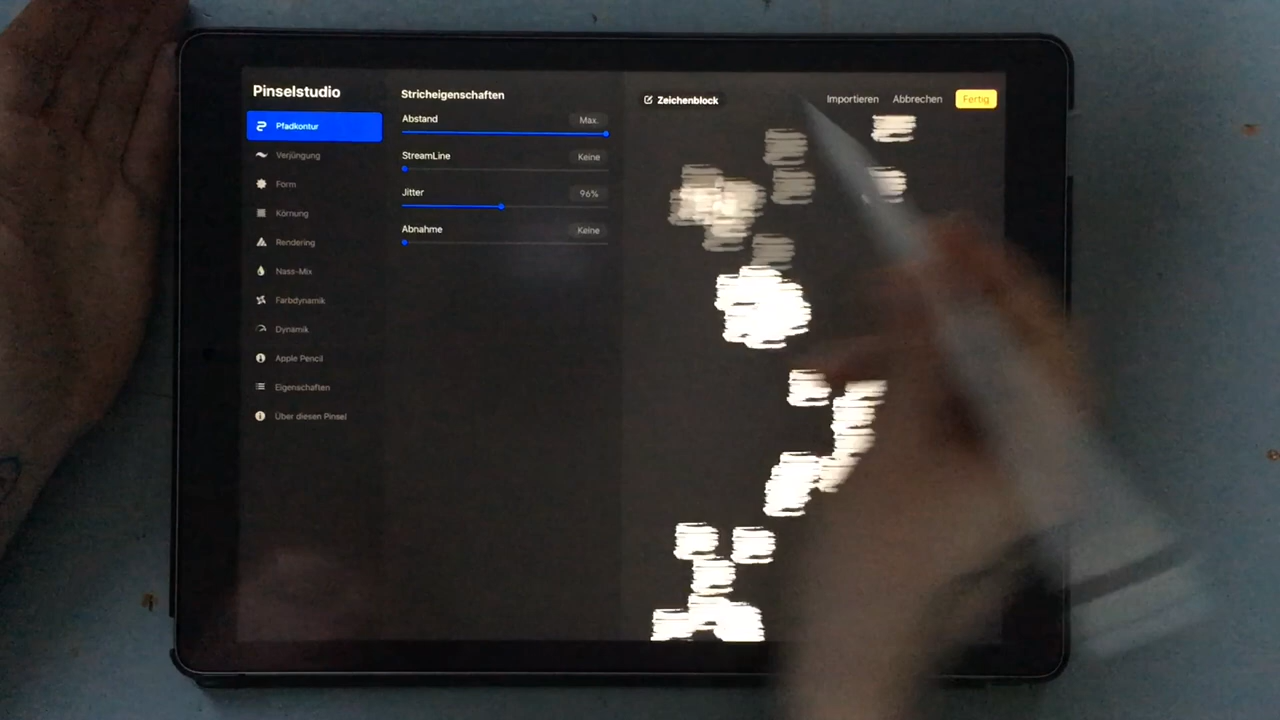 Pinselstudio
Pfadkontur
Verjüngung
Form
Körnung
Rendering
Nass-Mix
Farbdynamik
Dynamik
Apple Pencil
Eigenschaften
Über diesen Pinsel
Stricheigenschaften
Abstand Max.
StreamLine Keine
Jitter 96%
Abnahme Keine
Zeichenblock
Importieren Abbrechen Fertig